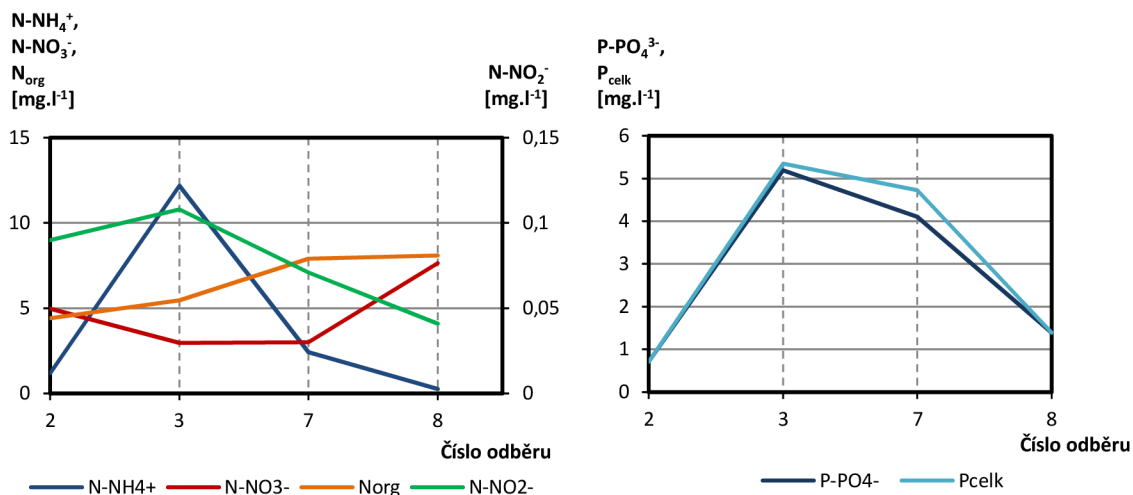 N-NH₄⁺,
N-NO₃⁻,
N_org
[mg.l⁻¹]
N-NO₂⁻
[mg.l⁻¹]
15
10
5
0
0,15
0,1
0,05
0
2 3 7 8
Číslo odběru
N-NH4+ N-NO3- Norg N-NO2-
P-PO₄³⁻,
P_celk
[mg.l⁻¹]
6
5
4
3
2
1
0
2 3 7 8
Číslo odběru
P-PO4- Pcelk